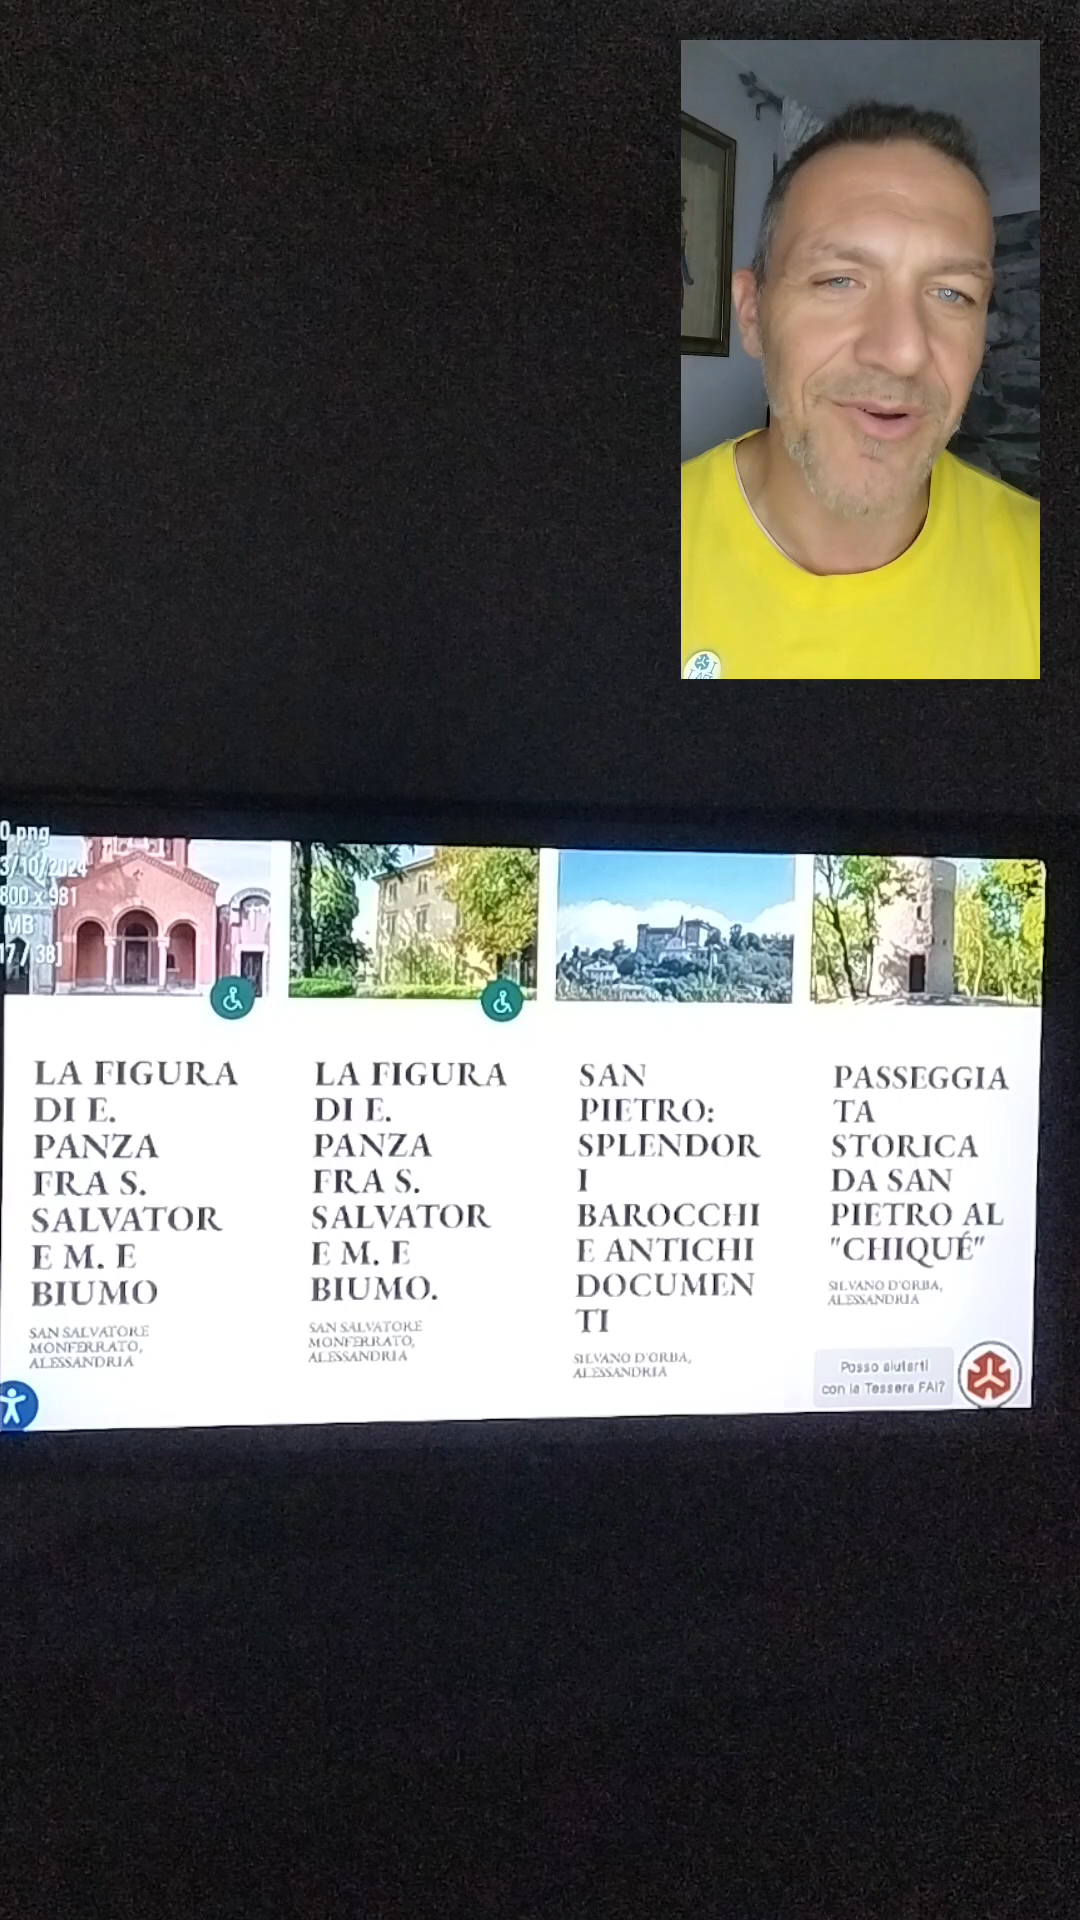 0.png
3/10/2024
800 x 981
MB
17 / 38]
LA FIGURA
DI E.
PANZA
FRA S.
SALVATOR
E M. E
BIUMO
SAN SALVATORE
MONFERRATO,
ALESSANDRIA
LA FIGURA
DI E.
PANZA
FRA S.
SALVATOR
E M. E
BIUMO.
SAN SALVATORE
MONFERRATO,
ALESSANDRIA
SAN
PIETRO:
SPLENDOR
I
BAROCCHI
E ANTICHI
DOCUMEN
TI
SILVANO D'ORBA,
ALESSANDRIA
PASSEGGIA
TA
STORICA
DA SAN
PIETRO AL
"CHIQUÉ"
SILVANO D'ORBA,
ALESSANDRIA
Posso aiutarti
con la Tessera FAI?